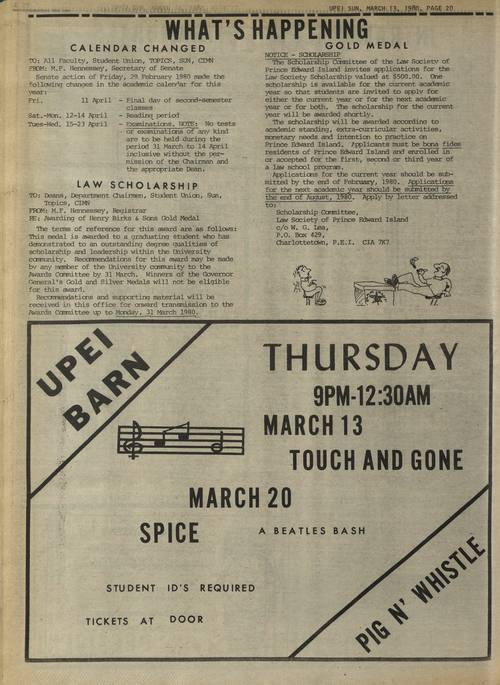 UPEI SUN, MARCH 13, 1980, PAGE 20
WHAT'S HAPPENING
CALENDAR CHANGED
TO: All Faculty, Student Union, TOPICS, SUN, CIMN
FROM: M.F. Hennessey, Secretary of Senate
Senate action of Friday, 29 February 1980 made the
following changes in the academic calendar for this
year:
Fri. 11 April - Final day of second-semester
classes
Sat.-Mon. 12-14 April - Reading period
Tues-Wed. 15-23 April - Examinations. NOTE: No tests
or examinations of any kind
are to be held during the
period 31 March to 14 April
inclusive without the per-
mission of the Chairman and
the appropriate Dean.
LAW SCHOLARSHIP
TO: Deans, Department Chairmen, Student Union, Sun,
Topics, CIMN
FROM: M.F. Hennessey, Registrar
RE: Awarding of Henry Birks & Sons Gold Medal
The terms of reference for this award are as follows:
This medal is awarded to a graduating student who has
demonstrated to an outstanding degree qualities of
scholarship and leadership within the University
community. Recommendations for this award may be made
by any member of the University community to the
Awards Committee by 31 March. Winners of the Governor
General's Gold and Silver Medals will not be eligible
for this award.
Recommendations and supporting material will be
received in this office for onward transmission to the
Awards Committee up to Monday, 31 March 1980.
GOLD MEDAL
NOTICE - SCHOLARSHIP
The Scholarship Committee of the Law Society of
Prince Edward Island invites applications for the
Law Society Scholarship valued at $500.00. One
scholarship is available for the current academic
year so that students are invited to apply for
either the current year or for the next academic
year or for both. The scholarship for the current
year will be awarded shortly.
The scholarship will be awarded according to
academic standing, extra-curricular activities,
monetary needs and intention to practice on
Prince Edward Island. Applicants must be bona fides
residents of Prince Edward Island and enrolled in
or accepted for the first, second or third year of
a law school program.
Applications for the current year should be sub-
mitted by the end of February, 1980. Applications
for the next academic year should be submitted by
the end of August, 1980. Apply by letter addressed
to:
Scholarship Committee,
Law Society of Prince Edward Island
c/o W. G. Lea,
P.O. Box 429,
Charlottetown, P.E.I. C1A 7K7
UPEI
BARN
THURSDAY
9PM-12:30AM
MARCH 13
TOUCH AND GONE
MARCH 20
SPICE A BEATLES BASH
STUDENT ID'S REQUIRED
TICKETS AT DOOR
PIG N' WHISTLE